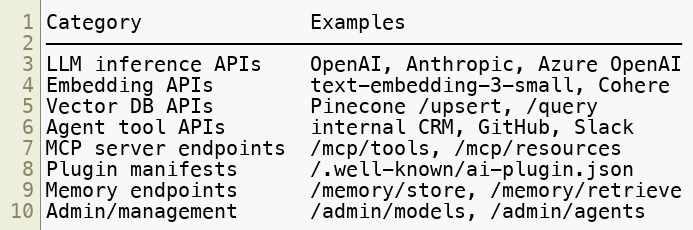 1 Category Examples
2 ─────────────────────────────────────────────────────
3 LLM inference APIs OpenAI, Anthropic, Azure OpenAI
4 Embedding APIs text-embedding-3-small, Cohere
5 Vector DB APIs Pinecone /upsert, /query
6 Agent tool APIs internal CRM, GitHub, Slack
7 MCP server endpoints /mcp/tools, /mcp/resources
8 Plugin manifests /.well-known/ai-plugin.json
9 Memory endpoints /memory/store, /memory/retrieve
10 Admin/management /admin/models, /admin/agents